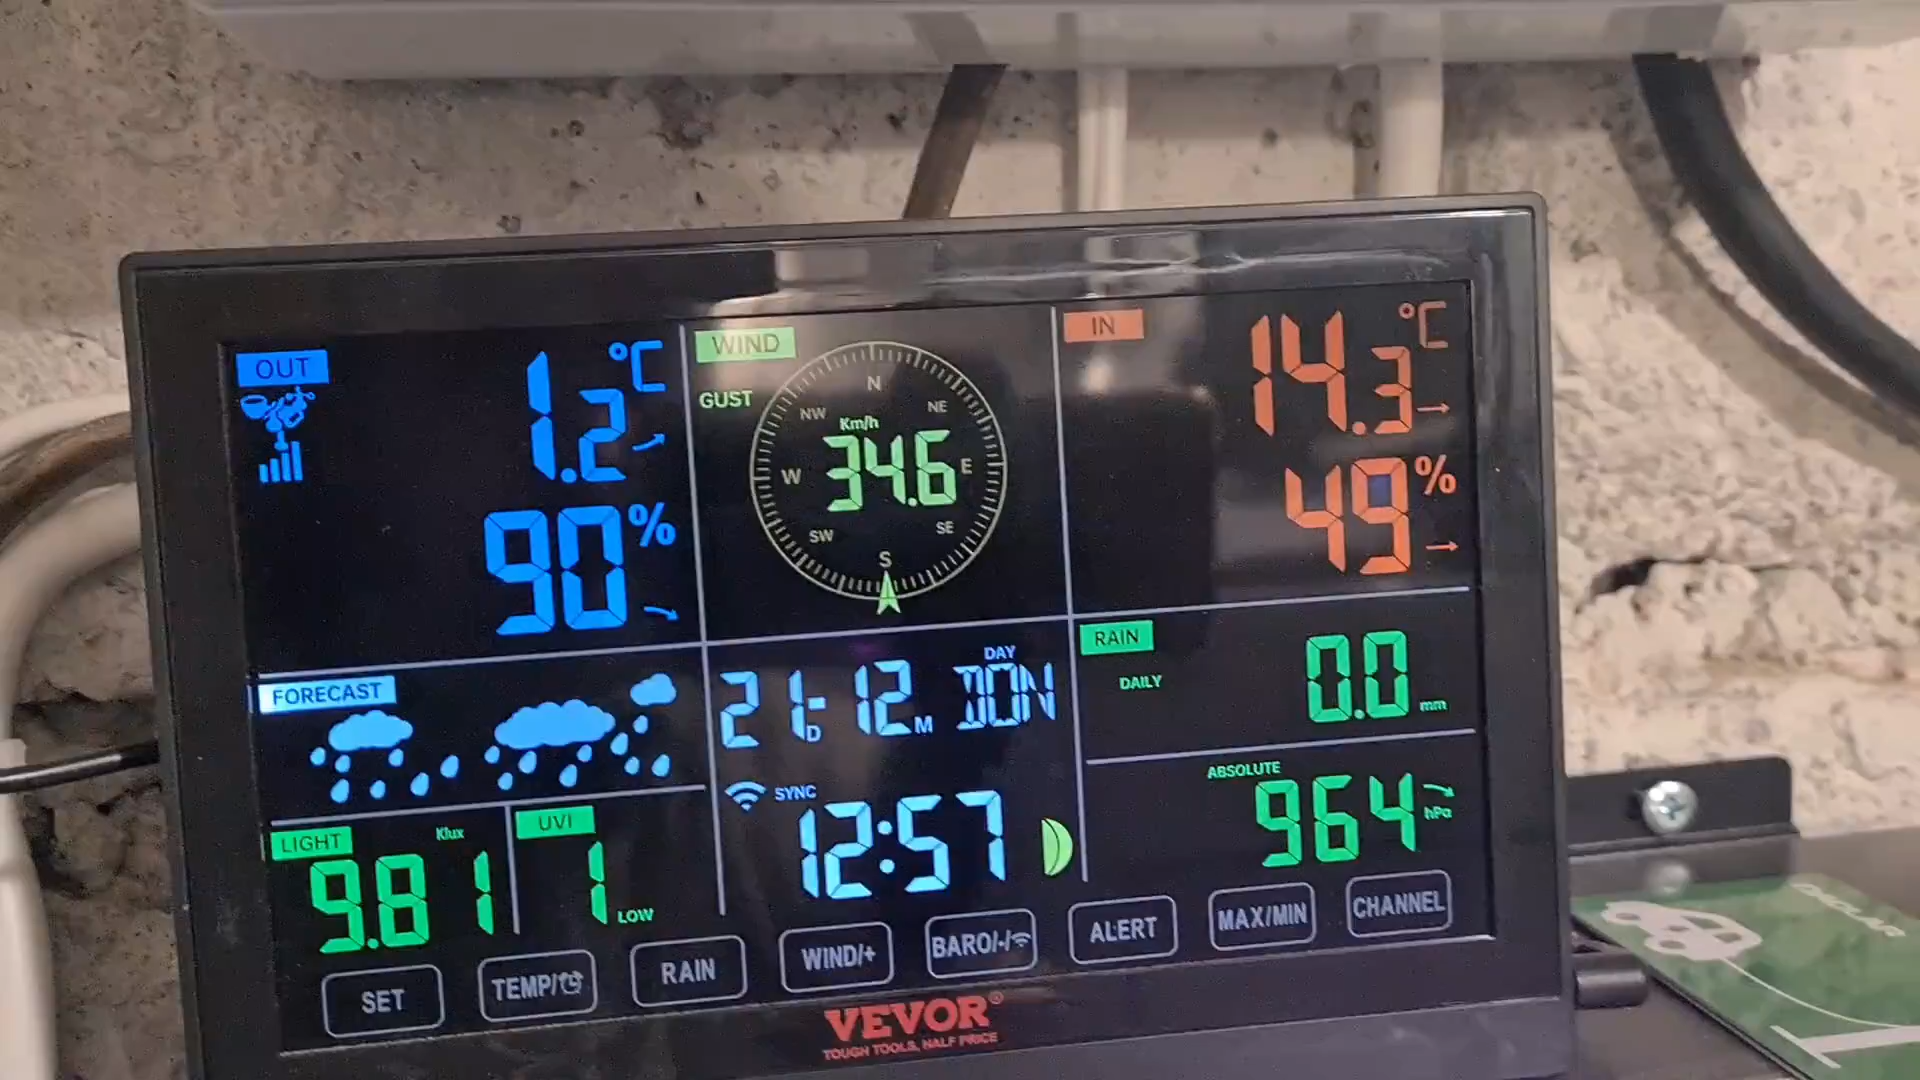 OUT
1.2 °C
90 %
WIND
GUST
N
NW
NE
Km/h
W
34.6
E
SW
SE
S
IN
14.3 °C
49 %
FORECAST
DAY
21-12 DON
D
M
SYNC
12:57
RAIN
DAILY
0.0 mm
ABSOLUTE
964 hPa
LIGHT
Klux
9.81
UVI
1 LOW
SET
TEMP/
RAIN
WIND/+
BARO/-/
ALERT
MAX/MIN
CHANNEL
VEVOR®
TOUGH TOOLS, HALF PRICE